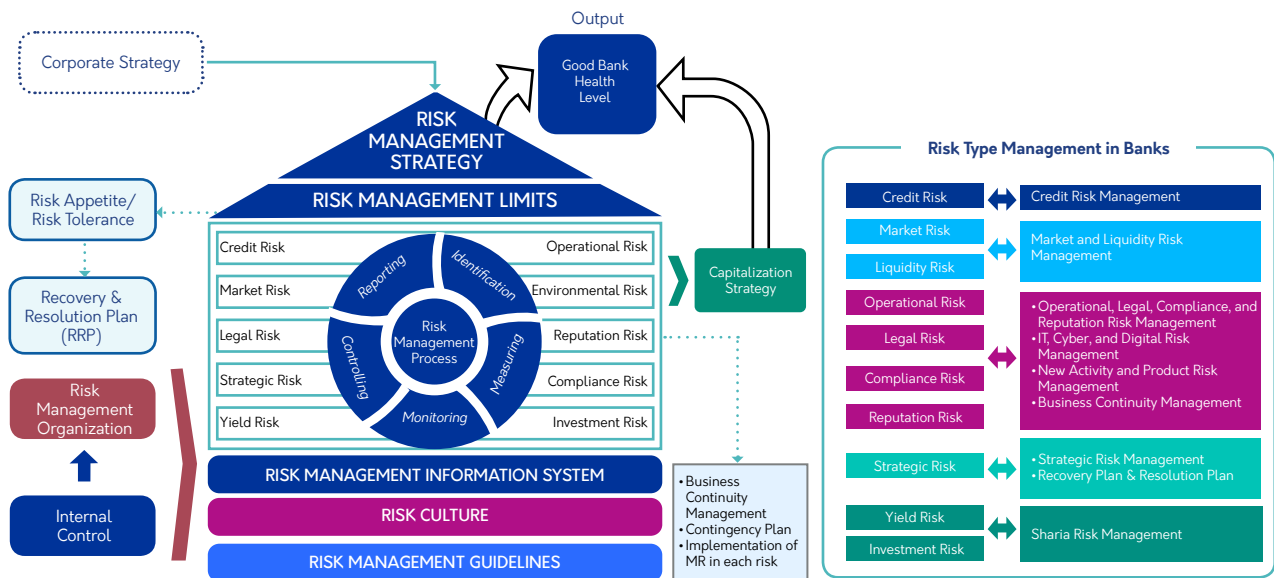 Output
Corporate Strategy
Good Bank
Health
Level
RISK
MANAGEMENT
STRATEGY
RISK MANAGEMENT LIMITS
Risk Appetite/
Risk Tolerance
Recovery &
Resolution Plan
(RRP)
Risk
Management
Organization
Internal
Control
Credit Risk
Market Risk
Legal Risk
Strategic Risk
Yield Risk
Reporting
Identification
Measuring
Monitoring
Controlling
Risk
Management
Process
Operational Risk
Environmental Risk
Reputation Risk
Compliance Risk
Investment Risk
Capitalization
Strategy
RISK MANAGEMENT INFORMATION SYSTEM
RISK CULTURE
RISK MANAGEMENT GUIDELINES
• Business
Continuity
Management
• Contingency Plan
• Implementation of
MR in each risk
Risk Type Management in Banks
Credit Risk
Credit Risk Management
Market Risk
Liquidity Risk
Market and Liquidity Risk
Management
Operational Risk
Legal Risk
Compliance Risk
Reputation Risk
• Operational, Legal, Compliance, and
Reputation Risk Management
• IT, Cyber, and Digital Risk
Management
• New Activity and Product Risk
Management
• Business Continuity Management
Strategic Risk
• Strategic Risk Management
• Recovery Plan & Resolution Plan
Yield Risk
Investment Risk
Sharia Risk Management